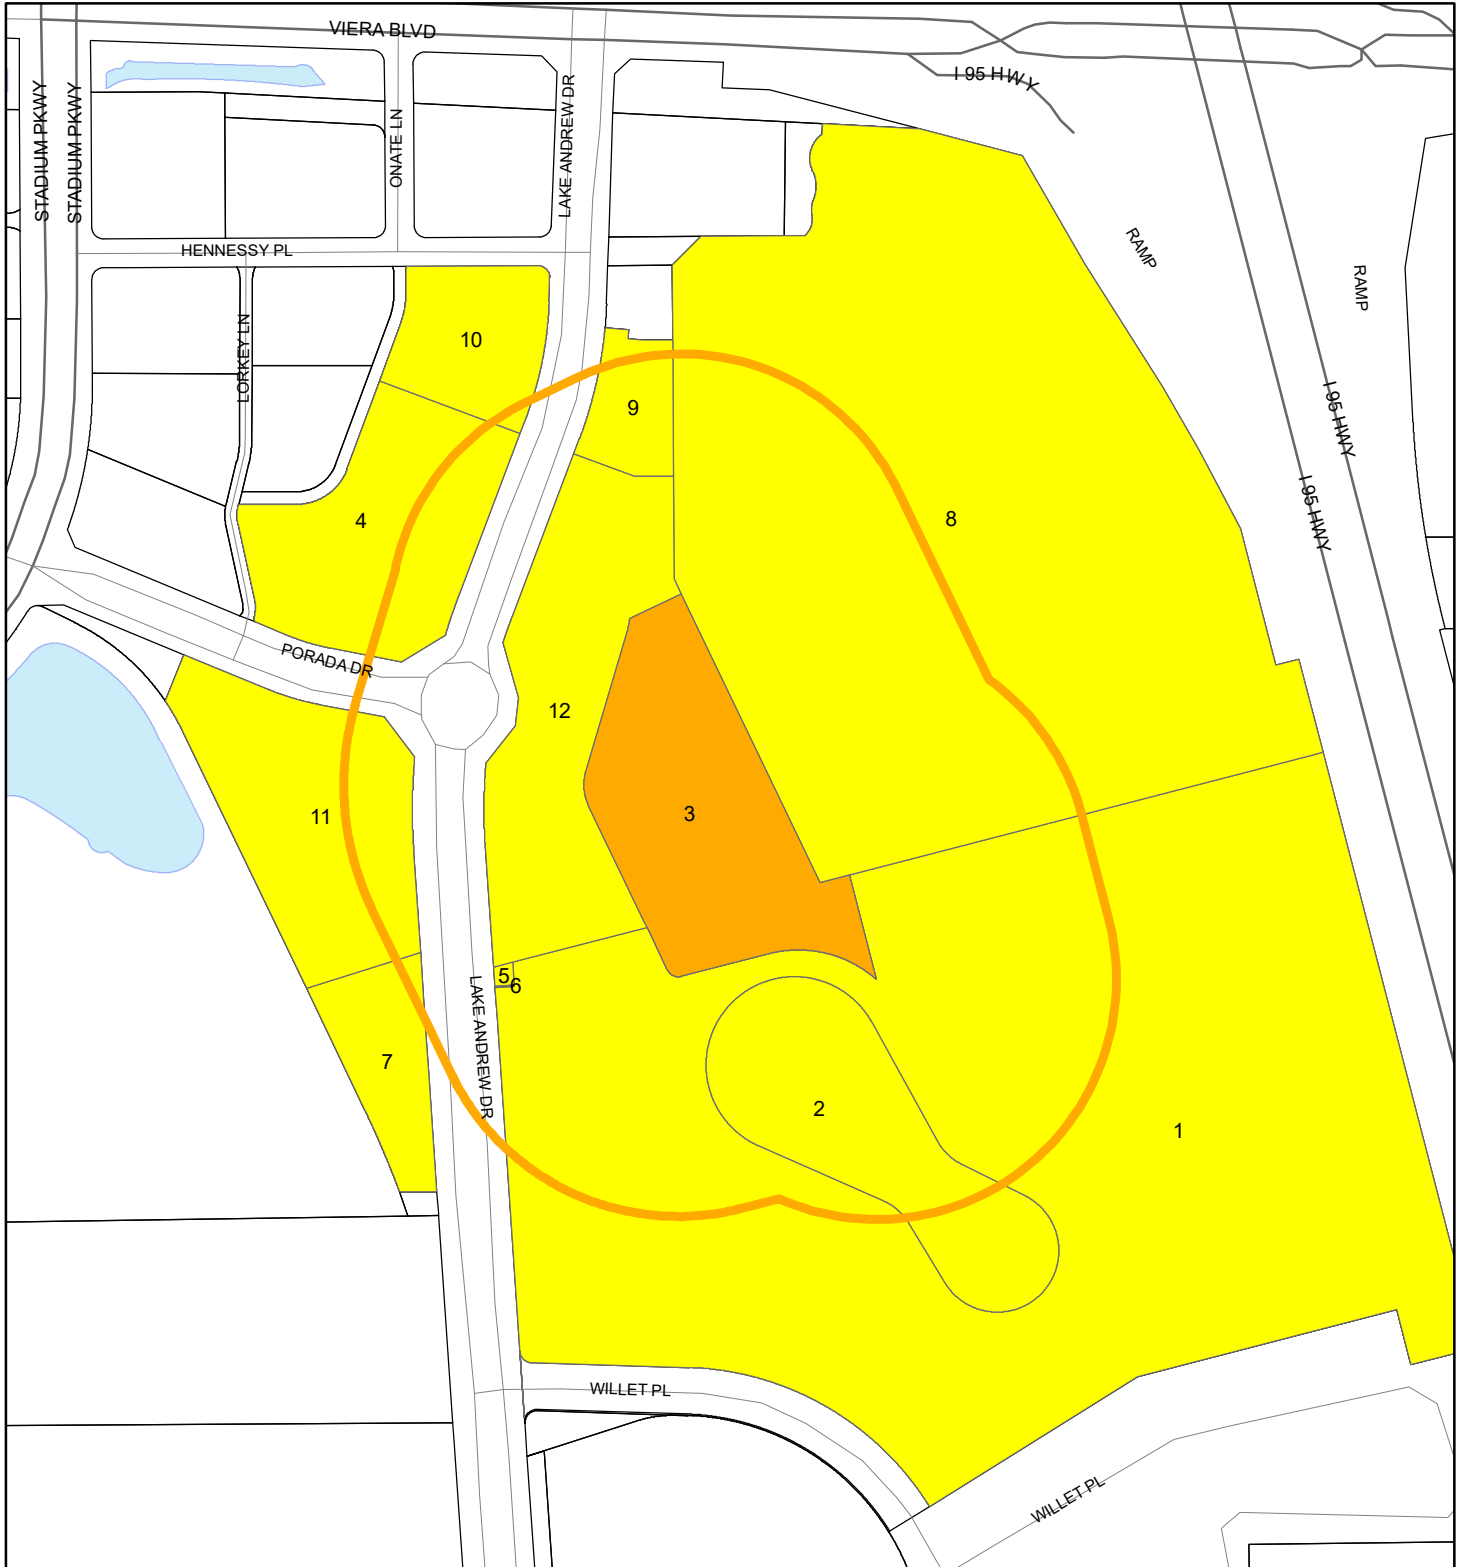 VIERA BLVD
I 95 HWY
STADIUM PKWY
STADIUM PKWY
ONATE LN
LAKE ANDREW DR
HENNESSY PL
RAMP
RAMP
LORKEY LN
10
9
I 95 HWY
I 95 HWY
4
8
PORADA DR
12
3
11
5
6
LAKE ANDREW DR
7
2
1
WILLET PL
WILLET PL